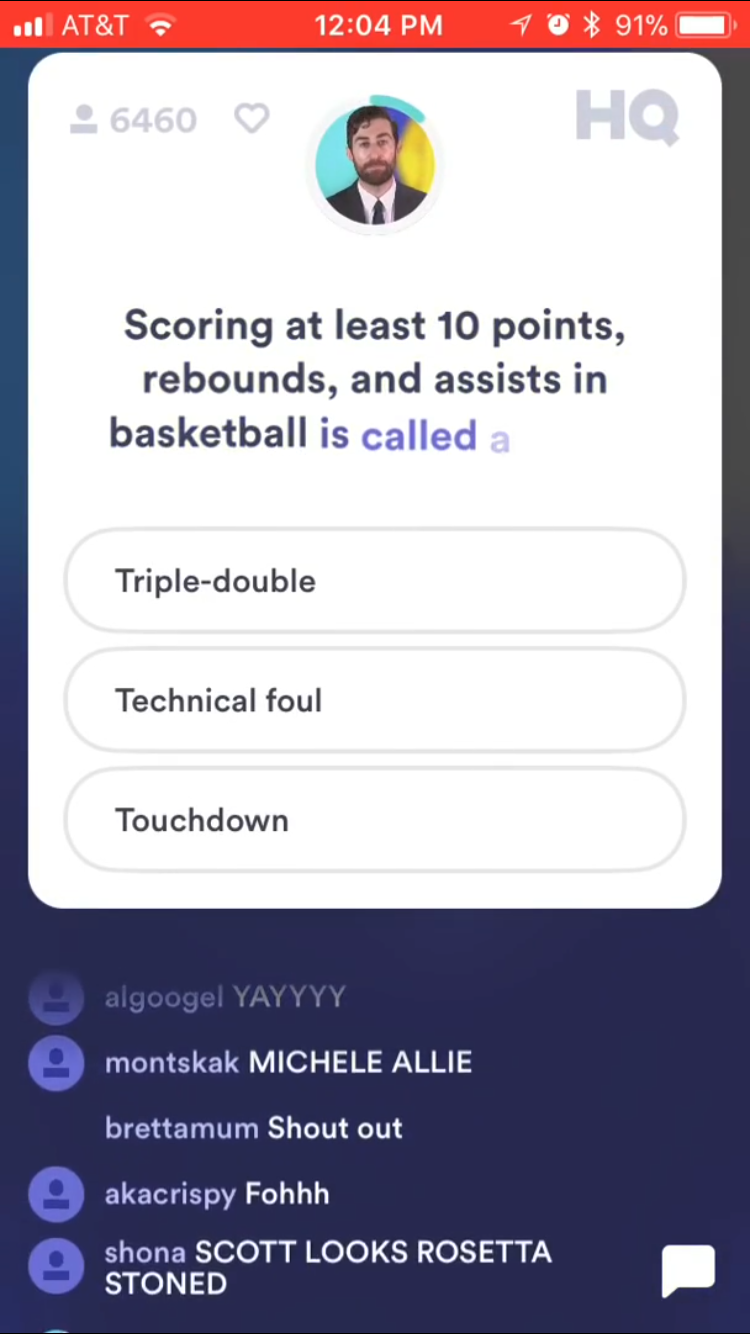 AT&T 12:04 PM 91%
6460 HQ
Scoring at least 10 points,
rebounds, and assists in
basketball is called a
Triple-double
Technical foul
Touchdown
algoogel YAYYYY
montskak MICHELE ALLIE
brettamum Shout out
akacrispy Fohhh
shona SCOTT LOOKS ROSETTA
STONED